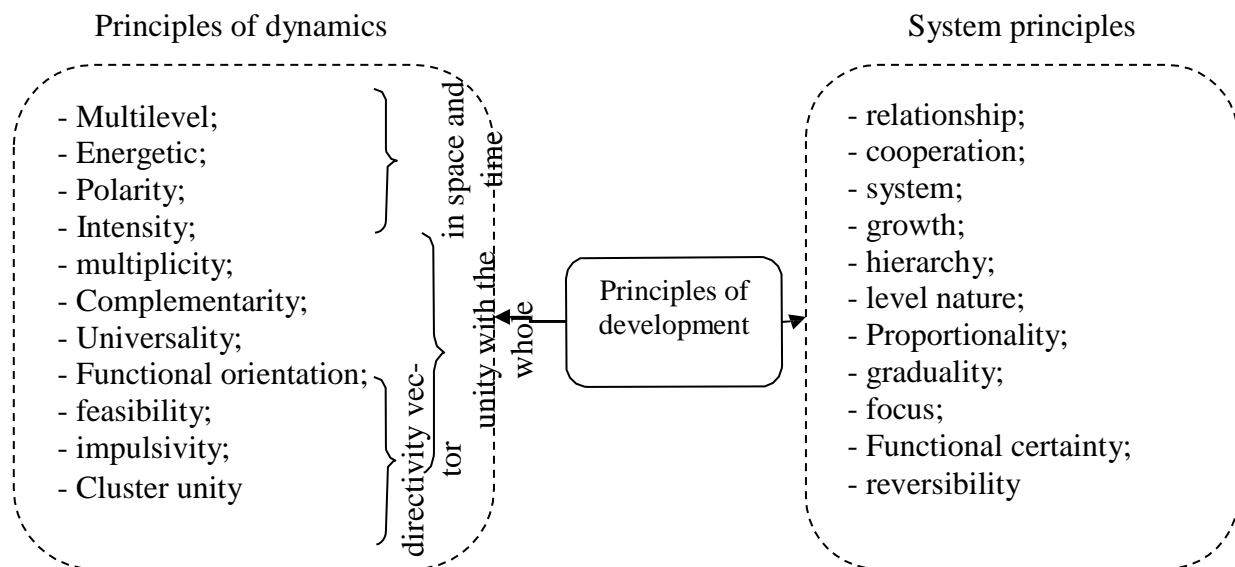 Principles of dynamics
- Multilevel;
- Energetic;
- Polarity;
- Intensity;
- multiplicity;
- Complementarity;
- Universality;
- Functional orientation;
- feasibility;
- impulsivity;
- Cluster unity
in space and
time
unity with the
whole
directivity vec-
tor
Principles of
development
System principles
- relationship;
- cooperation;
- system;
- growth;
- hierarchy;
- level nature;
- Proportionality;
- graduality;
- focus;
- Functional certainty;
- reversibility